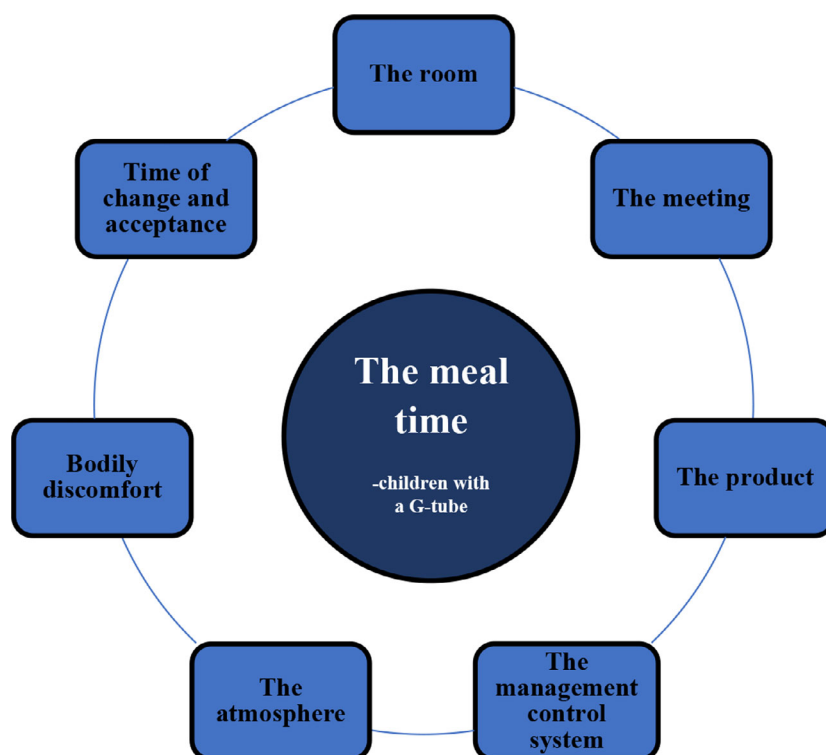 The room
The meeting
The product
The
management
control
system
The
atmosphere
Bodily
discomfort
Time of
change and
acceptance
The meal
time
-children with
a G-tube